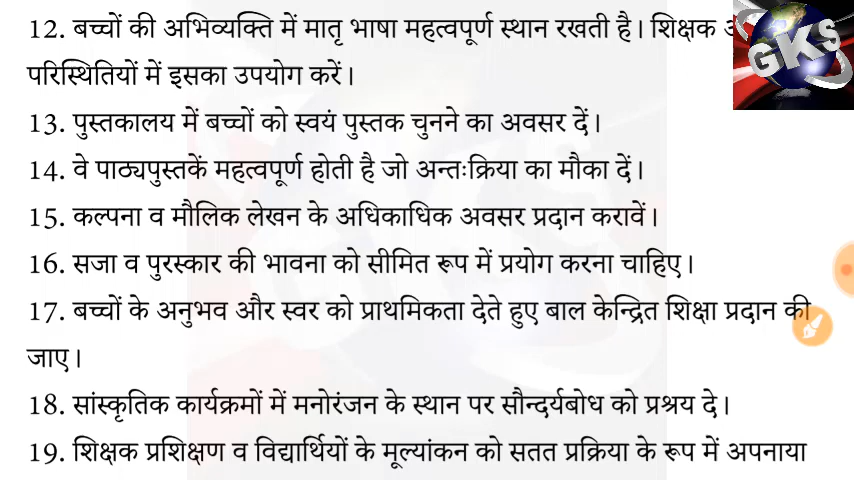 12. बच्चों की अभिव्यक्ति में मातृ भाषा महत्वपूर्ण स्थान रखती है। शिक्षक
परिस्थितियों में इसका उपयोग करें।
13. पुस्तकालय में बच्चों को स्वयं पुस्तक चुनने का अवसर दें।
14. वे पाठ्यपुस्तकें महत्वपूर्ण होती है जो अन्तःक्रिया का मौका दें।
15. कल्पना व मौलिक लेखन के अधिकाधिक अवसर प्रदान करावें।
16. सजा व पुरस्कार की भावना को सीमित रूप में प्रयोग करना चाहिए।
17. बच्चों के अनुभव और स्वर को प्राथमिकता देते हुए बाल केन्द्रित शिक्षा प्रदान की
जाए।
18. सांस्कृतिक कार्यक्रमों में मनोरंजन के स्थान पर सौन्दर्यबोध को प्रश्रय दे।
19. शिक्षक प्रशिक्षण व विद्यार्थियों के मूल्यांकन को सतत प्रक्रिया के रूप में अपनाया
GKS